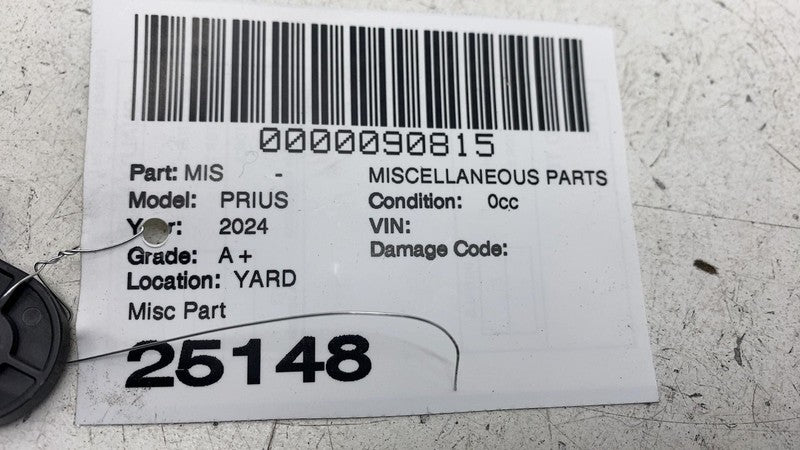 0000090815
Part: MIS - MISCELLANEOUS PARTS
Model: PRIUS Condition: 0cc
Year: 2024 VIN:
Grade: A+ Damage Code:
Location: YARD
Misc Part
25148